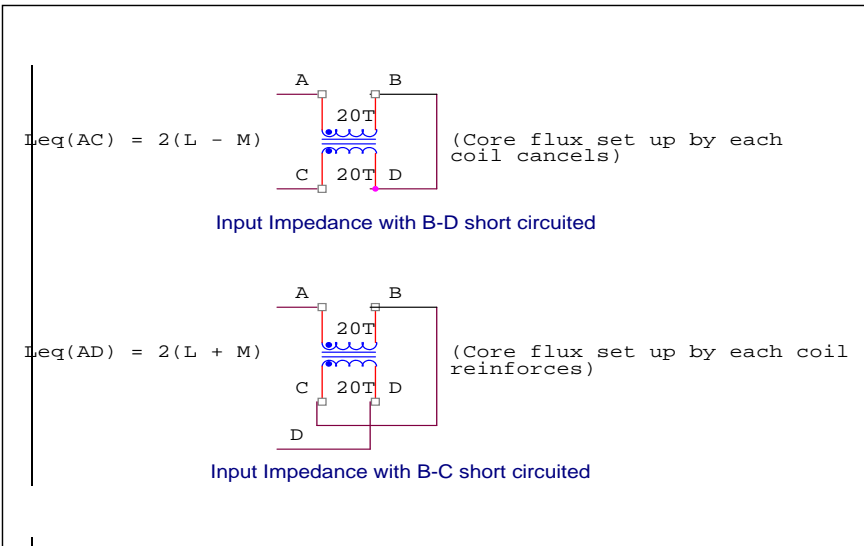 A B
20T
Leq(AC) = 2(L - M)
(Core flux set up by each
coil cancels)
C 20T D
Input Impedance with B-D short circuited
A B
20T
Leq(AD) = 2(L + M)
(Core flux set up by each coil
reinforces)
C 20T D
D
Input Impedance with B-C short circuited